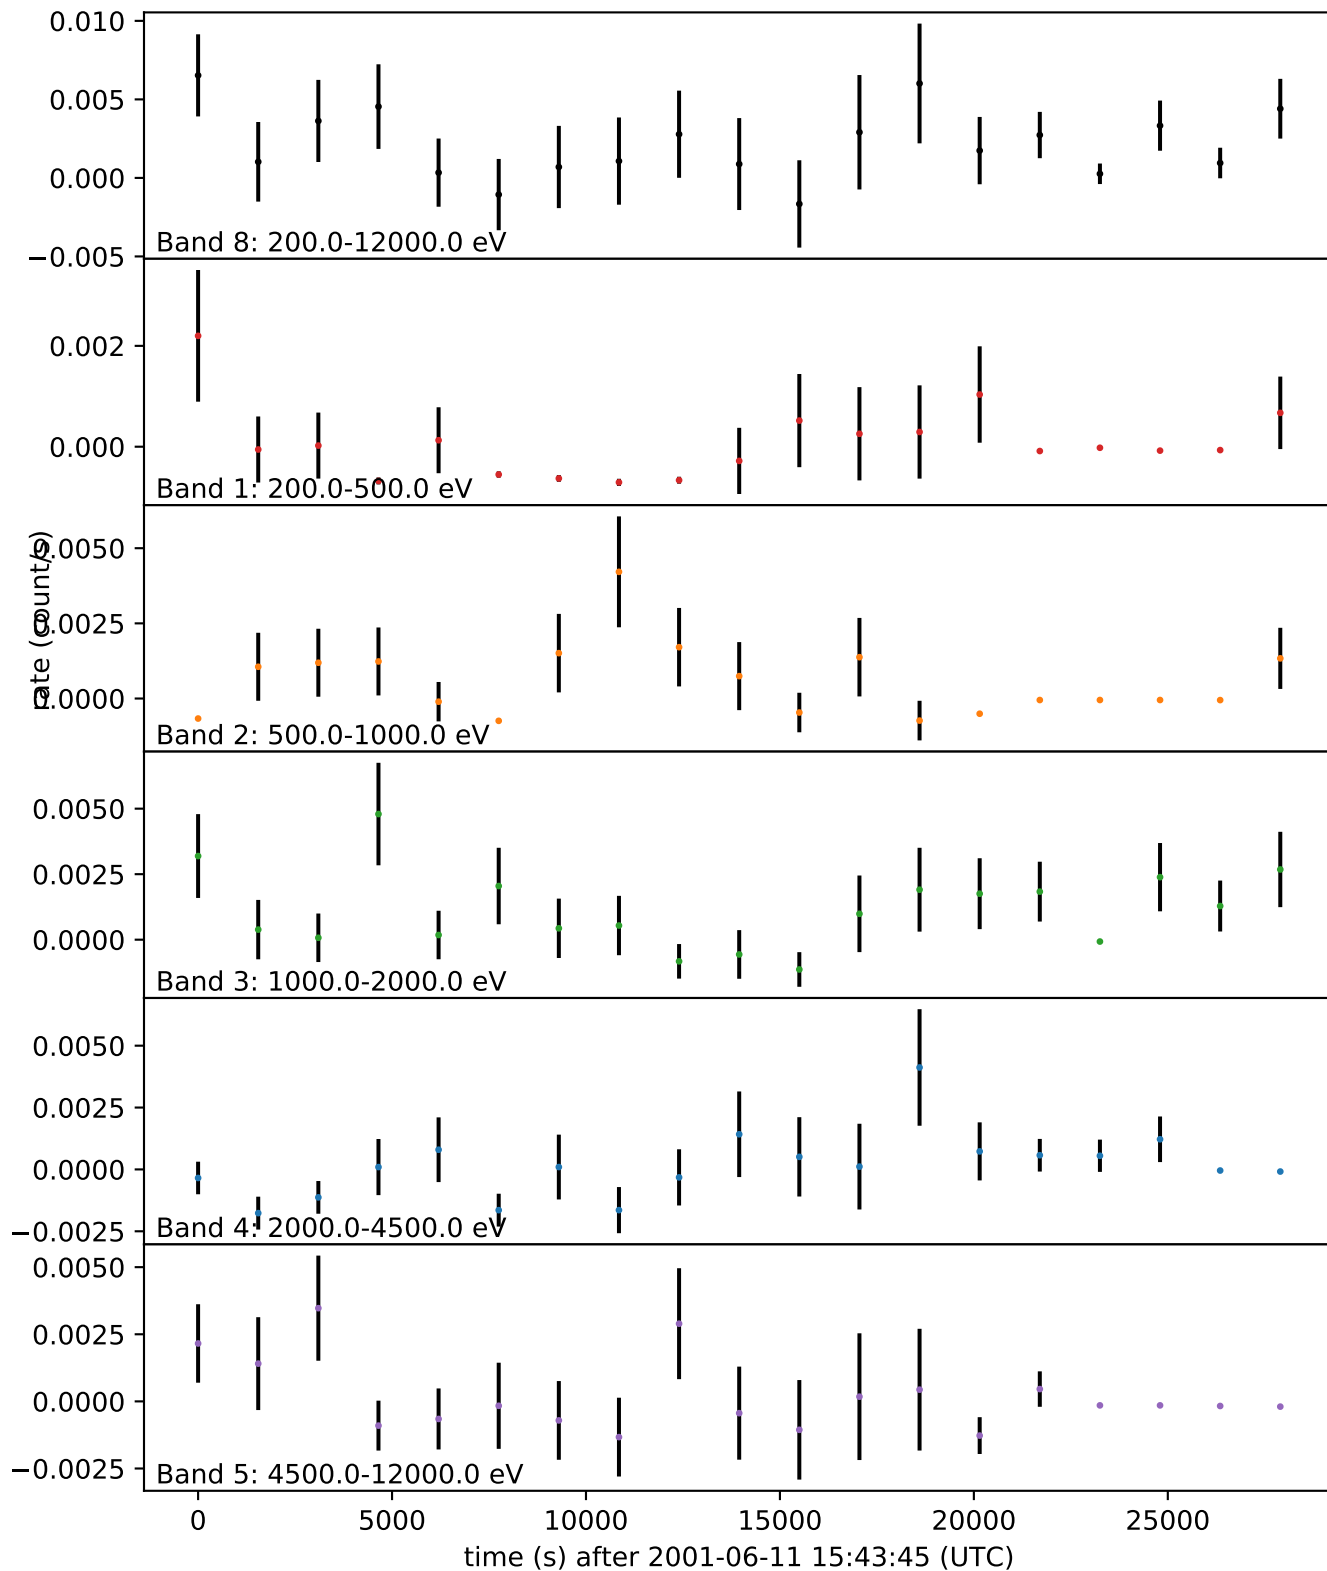 0.010
0.005
0.000
−0.005
Band 8: 200.0-12000.0 eV
0.002
0.000
Band 1: 200.0-500.0 eV
rate (count/s)
0.0050
0.0025
0.0000
Band 2: 500.0-1000.0 eV
0.0050
0.0025
0.0000
Band 3: 1000.0-2000.0 eV
0.0050
0.0025
0.0000
−0.0025
Band 4: 2000.0-4500.0 eV
0.0050
0.0025
0.0000
−0.0025
Band 5: 4500.0-12000.0 eV
0 5000 10000 15000 20000 25000
time (s) after 2001-06-11 15:43:45 (UTC)